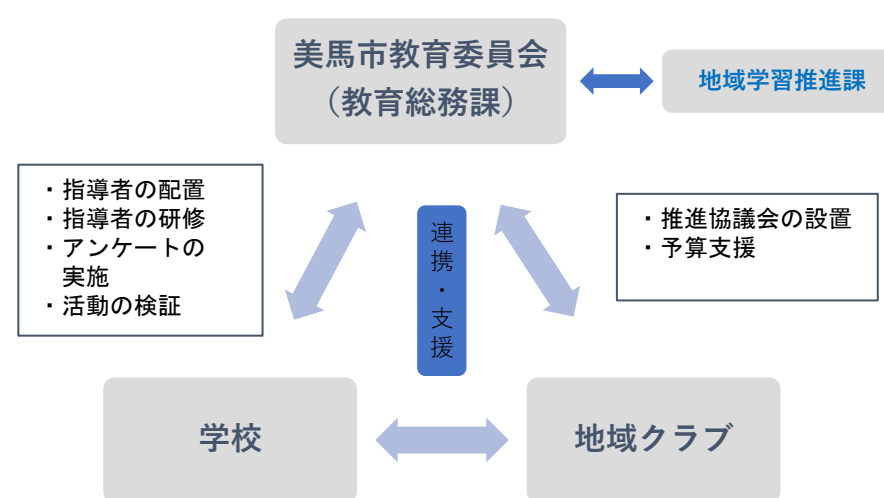 美馬市教育委員会
（教育総務課）
地域学習推進課
・指導者の配置
・指導者の研修
・アンケートの
実施
・活動の検証
連携・支援
・推進協議会の設置
・予算支援
学校
地域クラブ